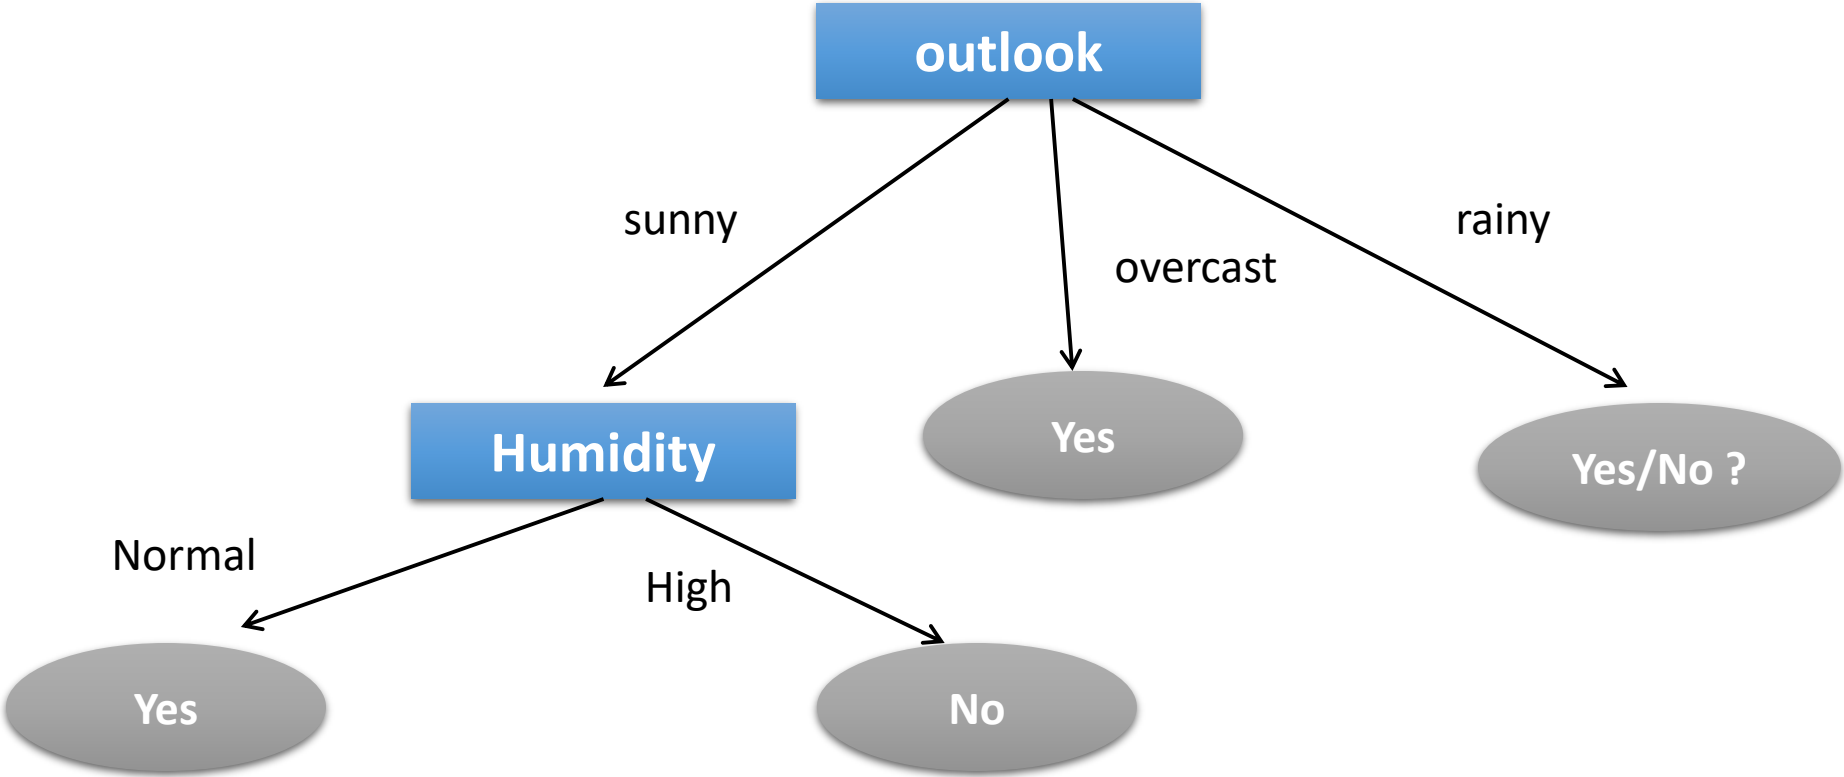 outlook
sunny
rainy
overcast
Humidity
Yes
Yes/No ?
Normal
High
Yes
No